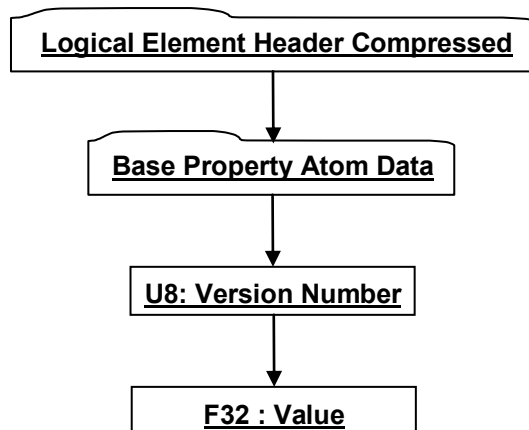 Logical Element Header Compressed
Base Property Atom Data
U8: Version Number
F32 : Value